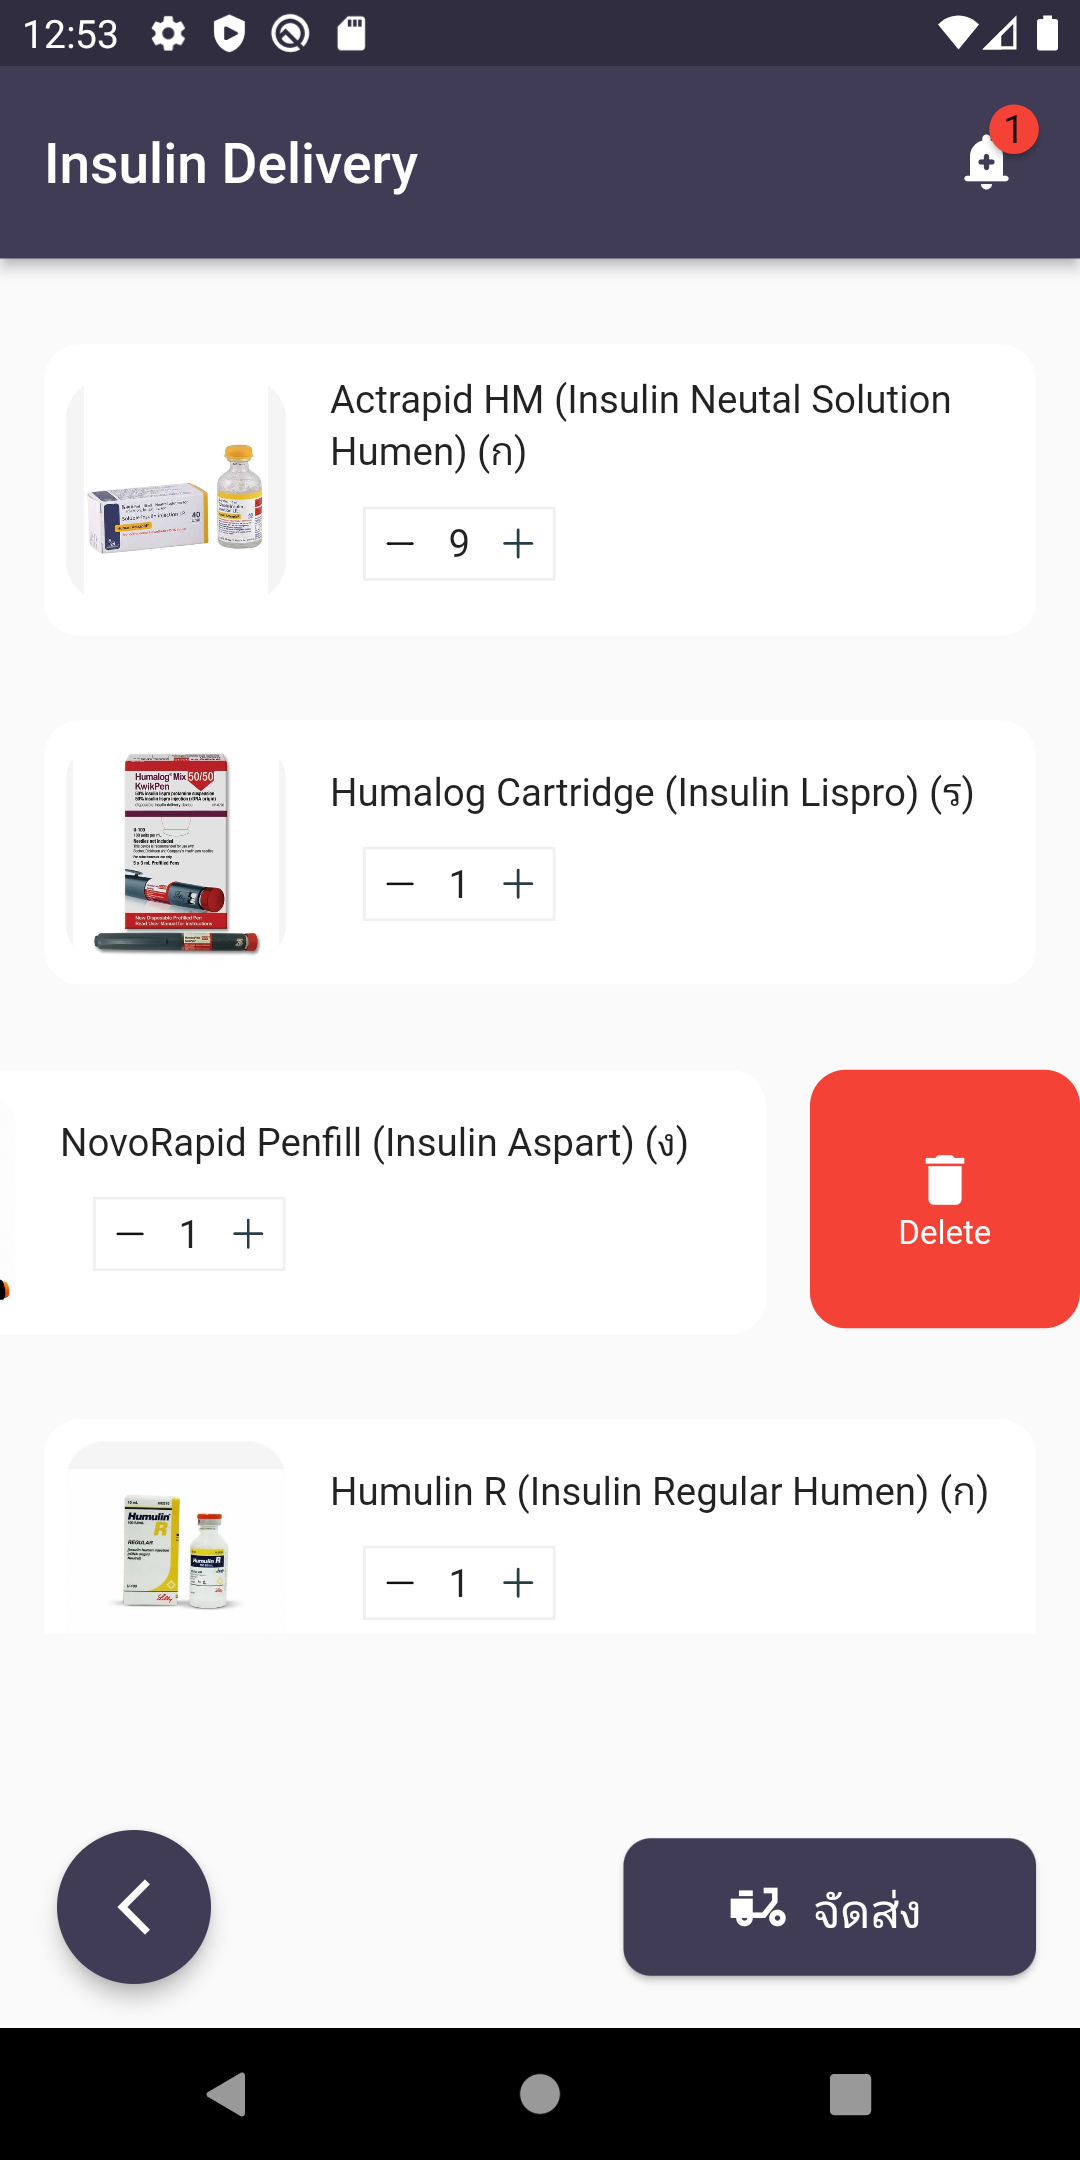 12:53
Insulin Delivery
1
Actrapid HM (Insulin Neutal Solution
Humen) (ก)
9
Humalog Mix 50/50
KwikPen
Humalog Cartridge (Insulin Lispro) (ร)
1
NovoRapid Penfill (Insulin Aspart) (ง)
1
Delete
Humulin R (Insulin Regular Humen) (ก)
Humulin
R
REGULAR
1
จัดส่ง